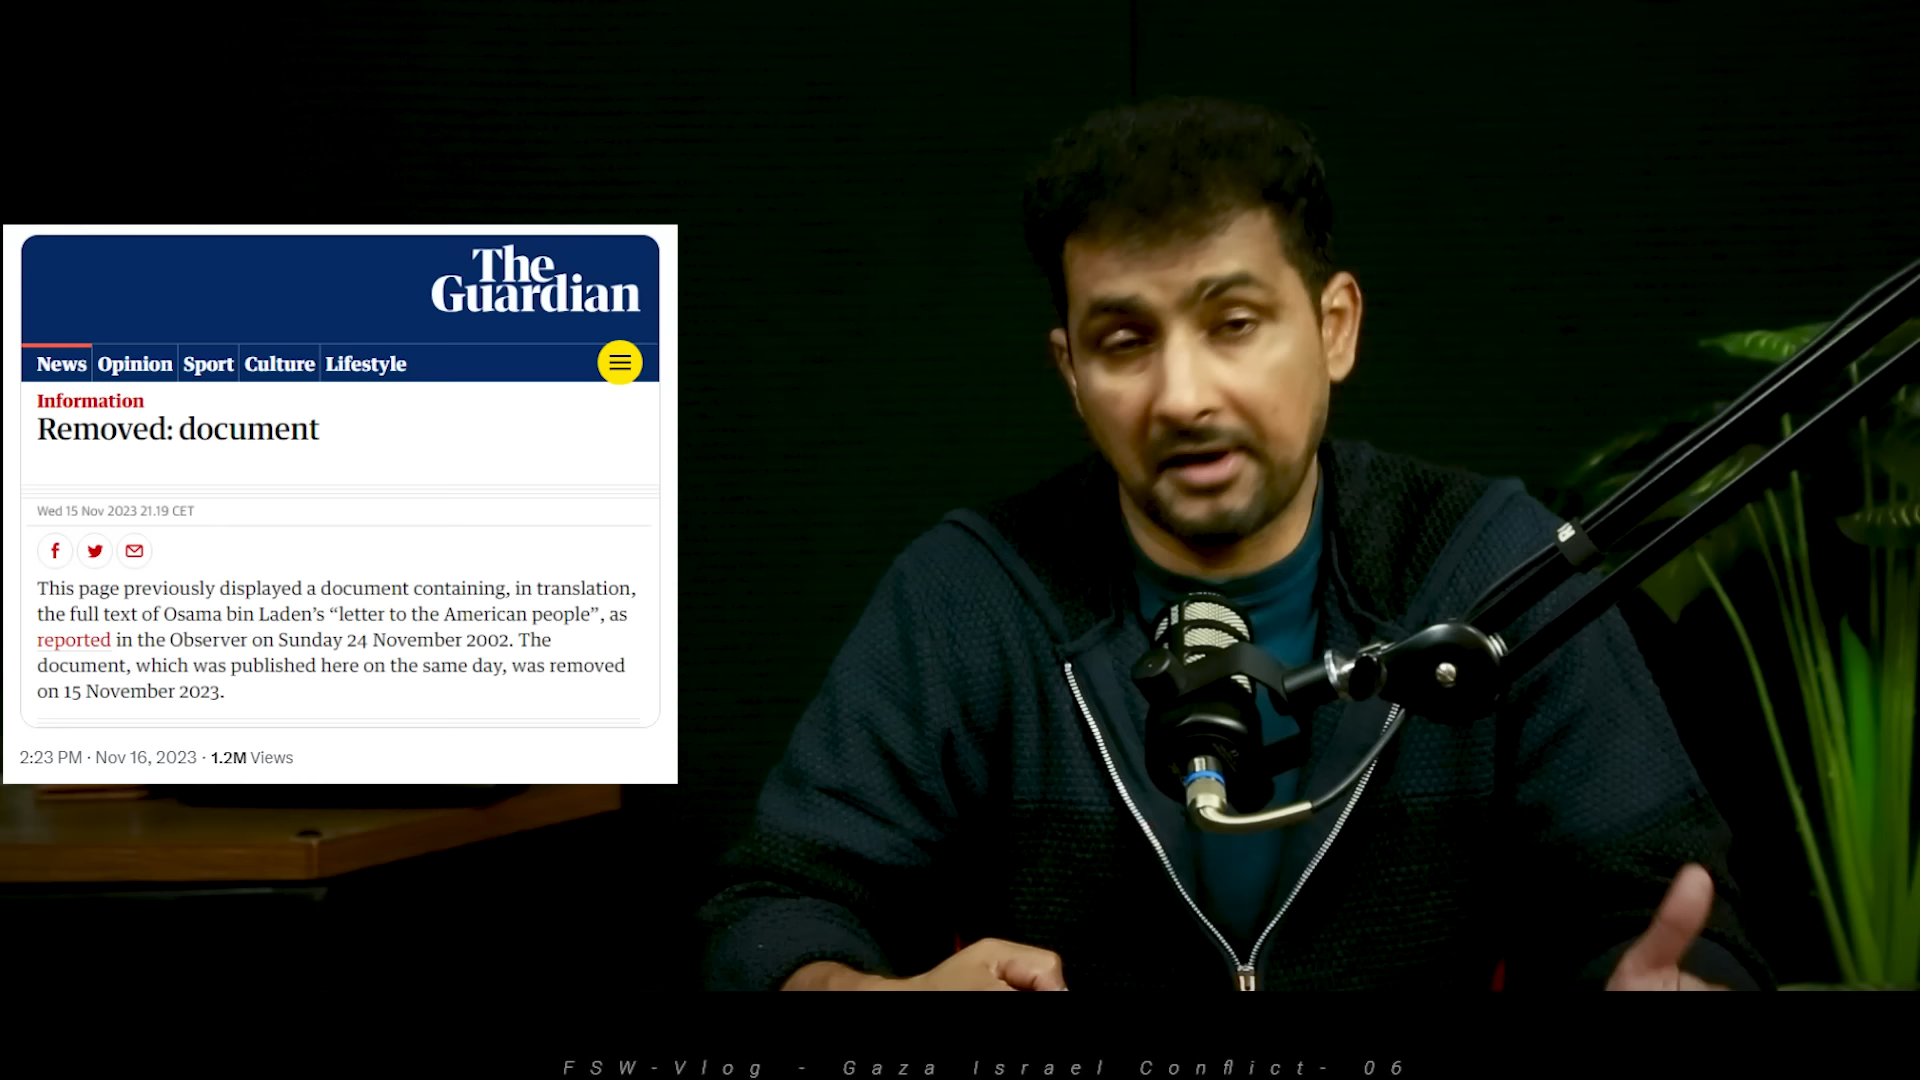 The
Guardian
News Opinion Sport Culture Lifestyle
Information
Removed: document
Wed 15 Nov 2023 21.19 CET
This page previously displayed a document containing, in translation,
the full text of Osama bin Laden’s “letter to the American people”, as
reported in the Observer on Sunday 24 November 2002. The
document, which was published here on the same day, was removed
on 15 November 2023.
2:23 PM · Nov 16, 2023 · 1.2M Views
FSW-Vlog - Gaza Israel Conflict- 06